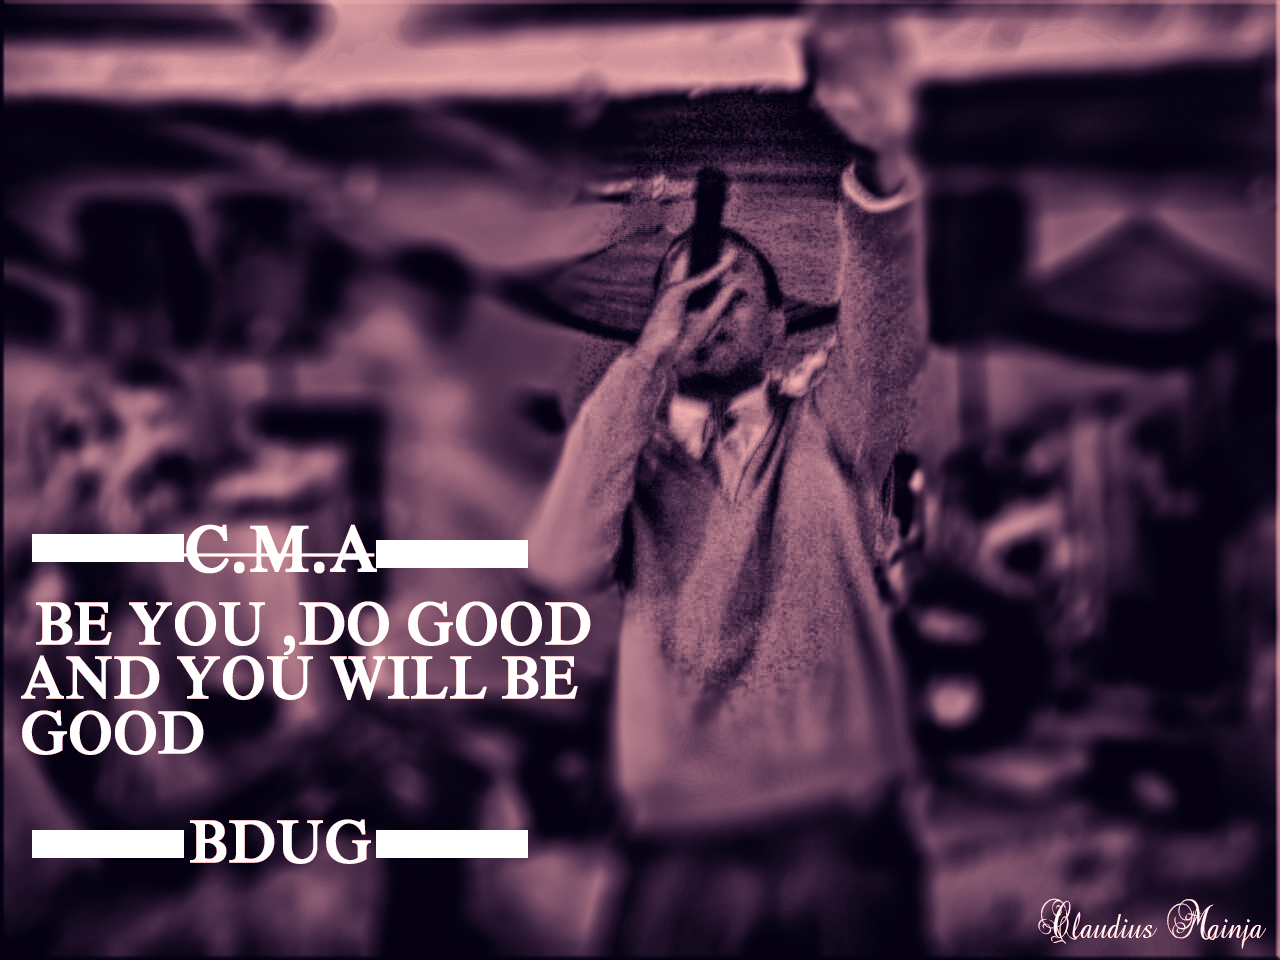 C.M.A
BE YOU ,DO GOOD
AND YOU WILL BE
GOOD
BDUG
Claudius Mainja